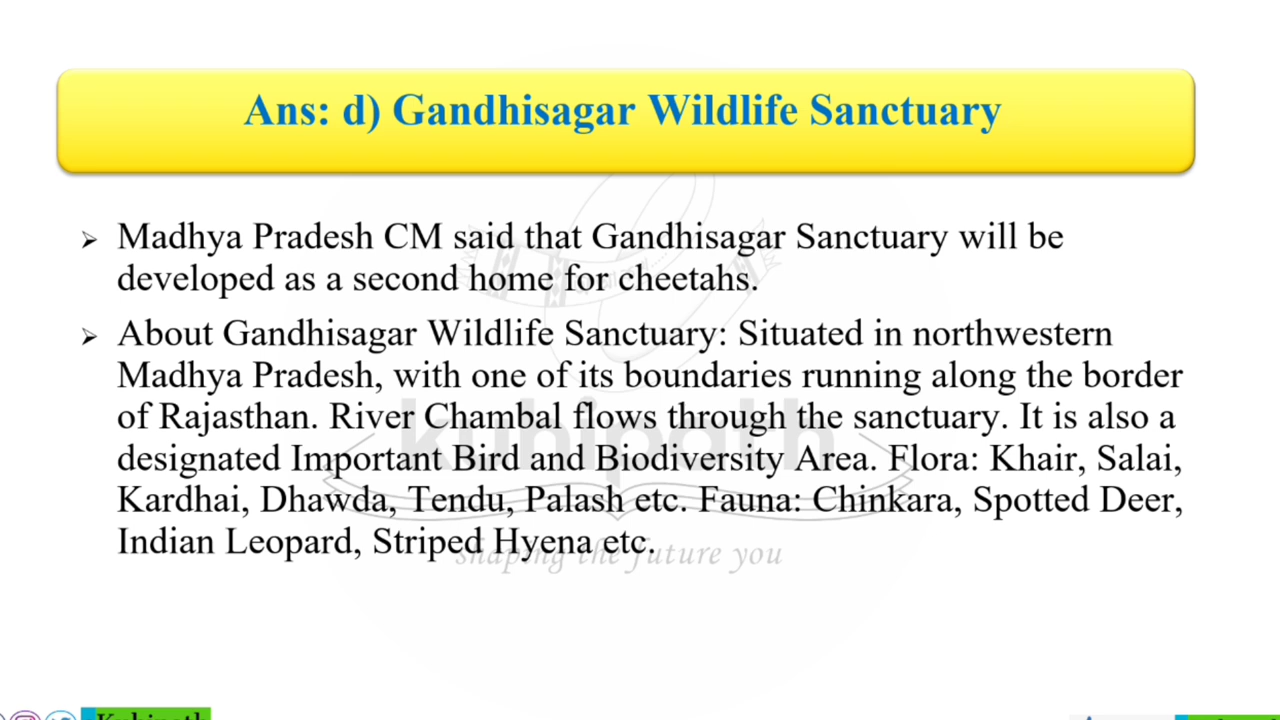 Ans: d) Gandhisagar Wildlife Sanctuary
➢ Madhya Pradesh CM said that Gandhisagar Sanctuary will be
developed as a second home for cheetahs.
➢ About Gandhisagar Wildlife Sanctuary: Situated in northwestern
Madhya Pradesh, with one of its boundaries running along the border
of Rajasthan. River Chambal flows through the sanctuary. It is also a
designated Important Bird and Biodiversity Area. Flora: Khair, Salai,
Kardhai, Dhawda, Tendu, Palash etc. Fauna: Chinkara, Spotted Deer,
Indian Leopard, Striped Hyena etc.
kubipath
shaping the future you